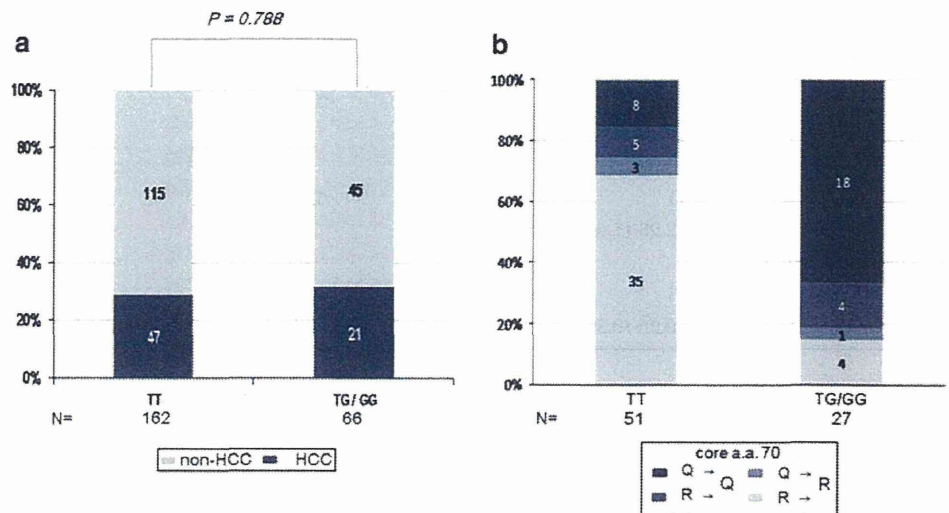 P = 0.788
a
100%
80%
60%
40%
20%
0%
115
47
45
21
TT
TG/GG
N=
162
66
non-HCC
HCC
b
100%
80%
60%
40%
20%
0%
8
5
3
35
18
4
1
4
TT
TG/GG
N=
51
27
core a.a. 70
Q → Q
R →
Q → R
R →